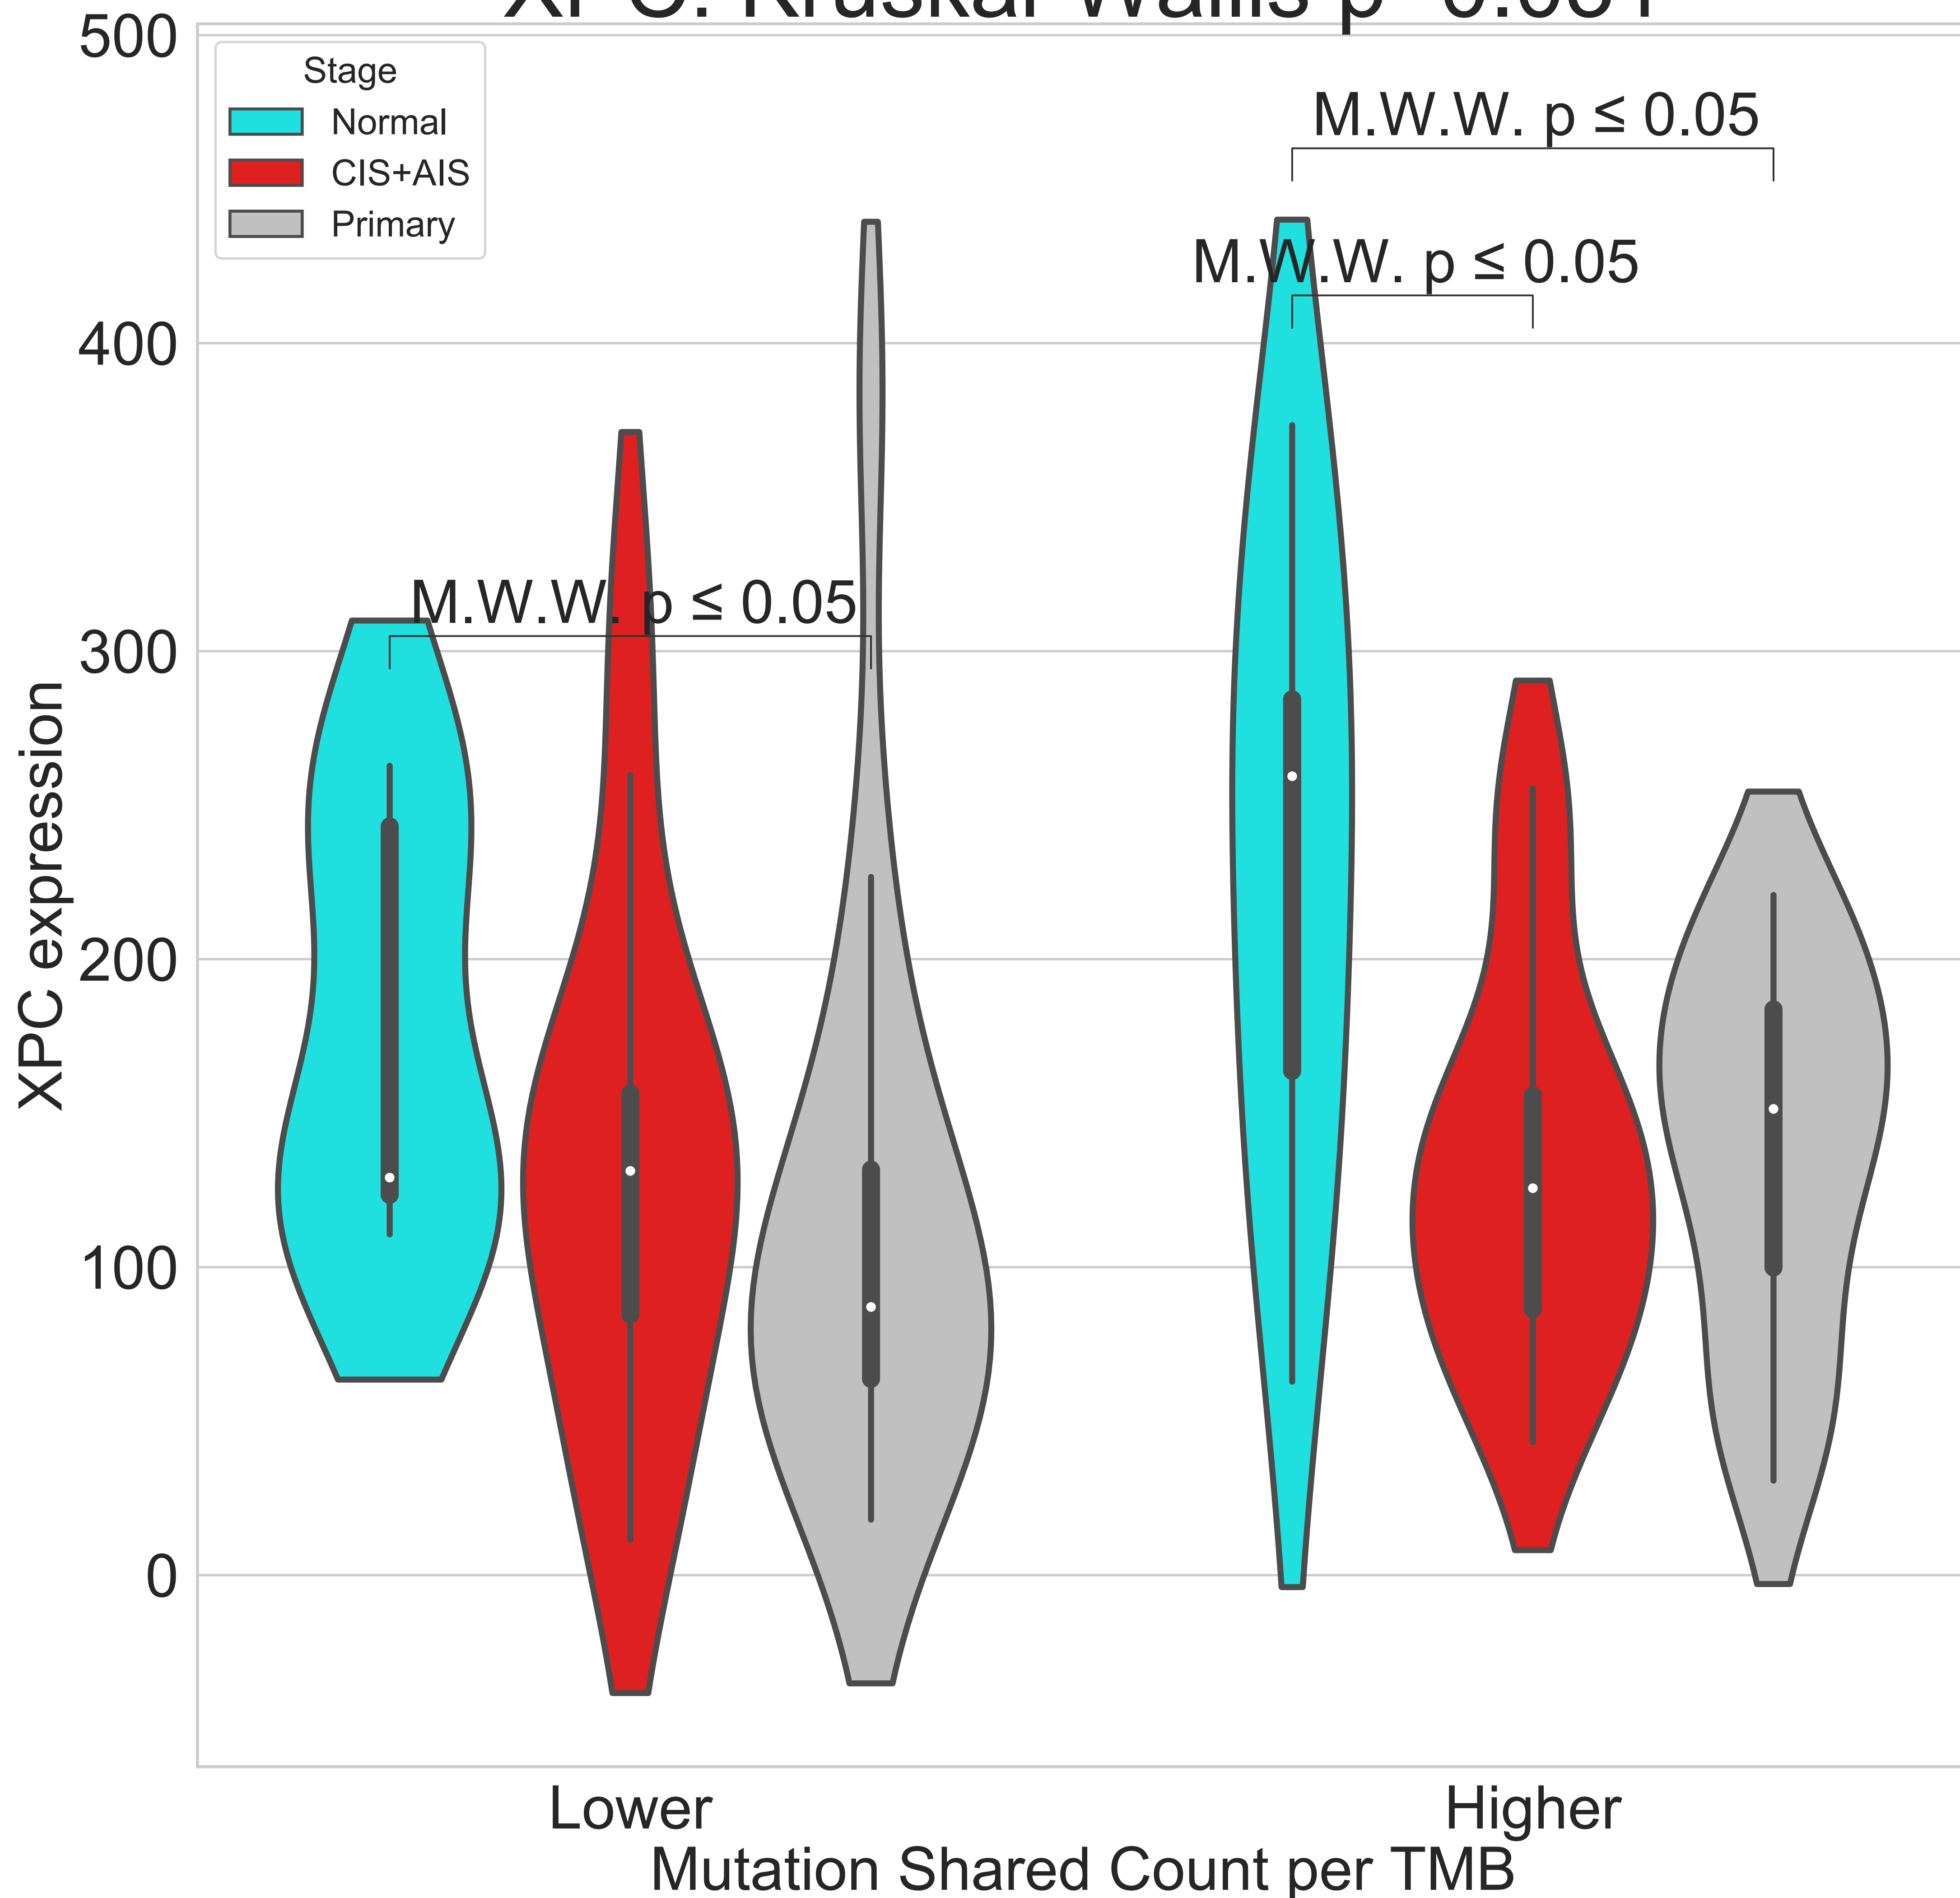 500
Stage
Normal
CIS+AIS
Primary
M.W.W. p ≤ 0.05
M.W.W. p ≤ 0.05
400
M.W.W. p ≤ 0.05
300
XPC expression
200
100
0
Lower
Higher
Mutation Shared Count per TMB